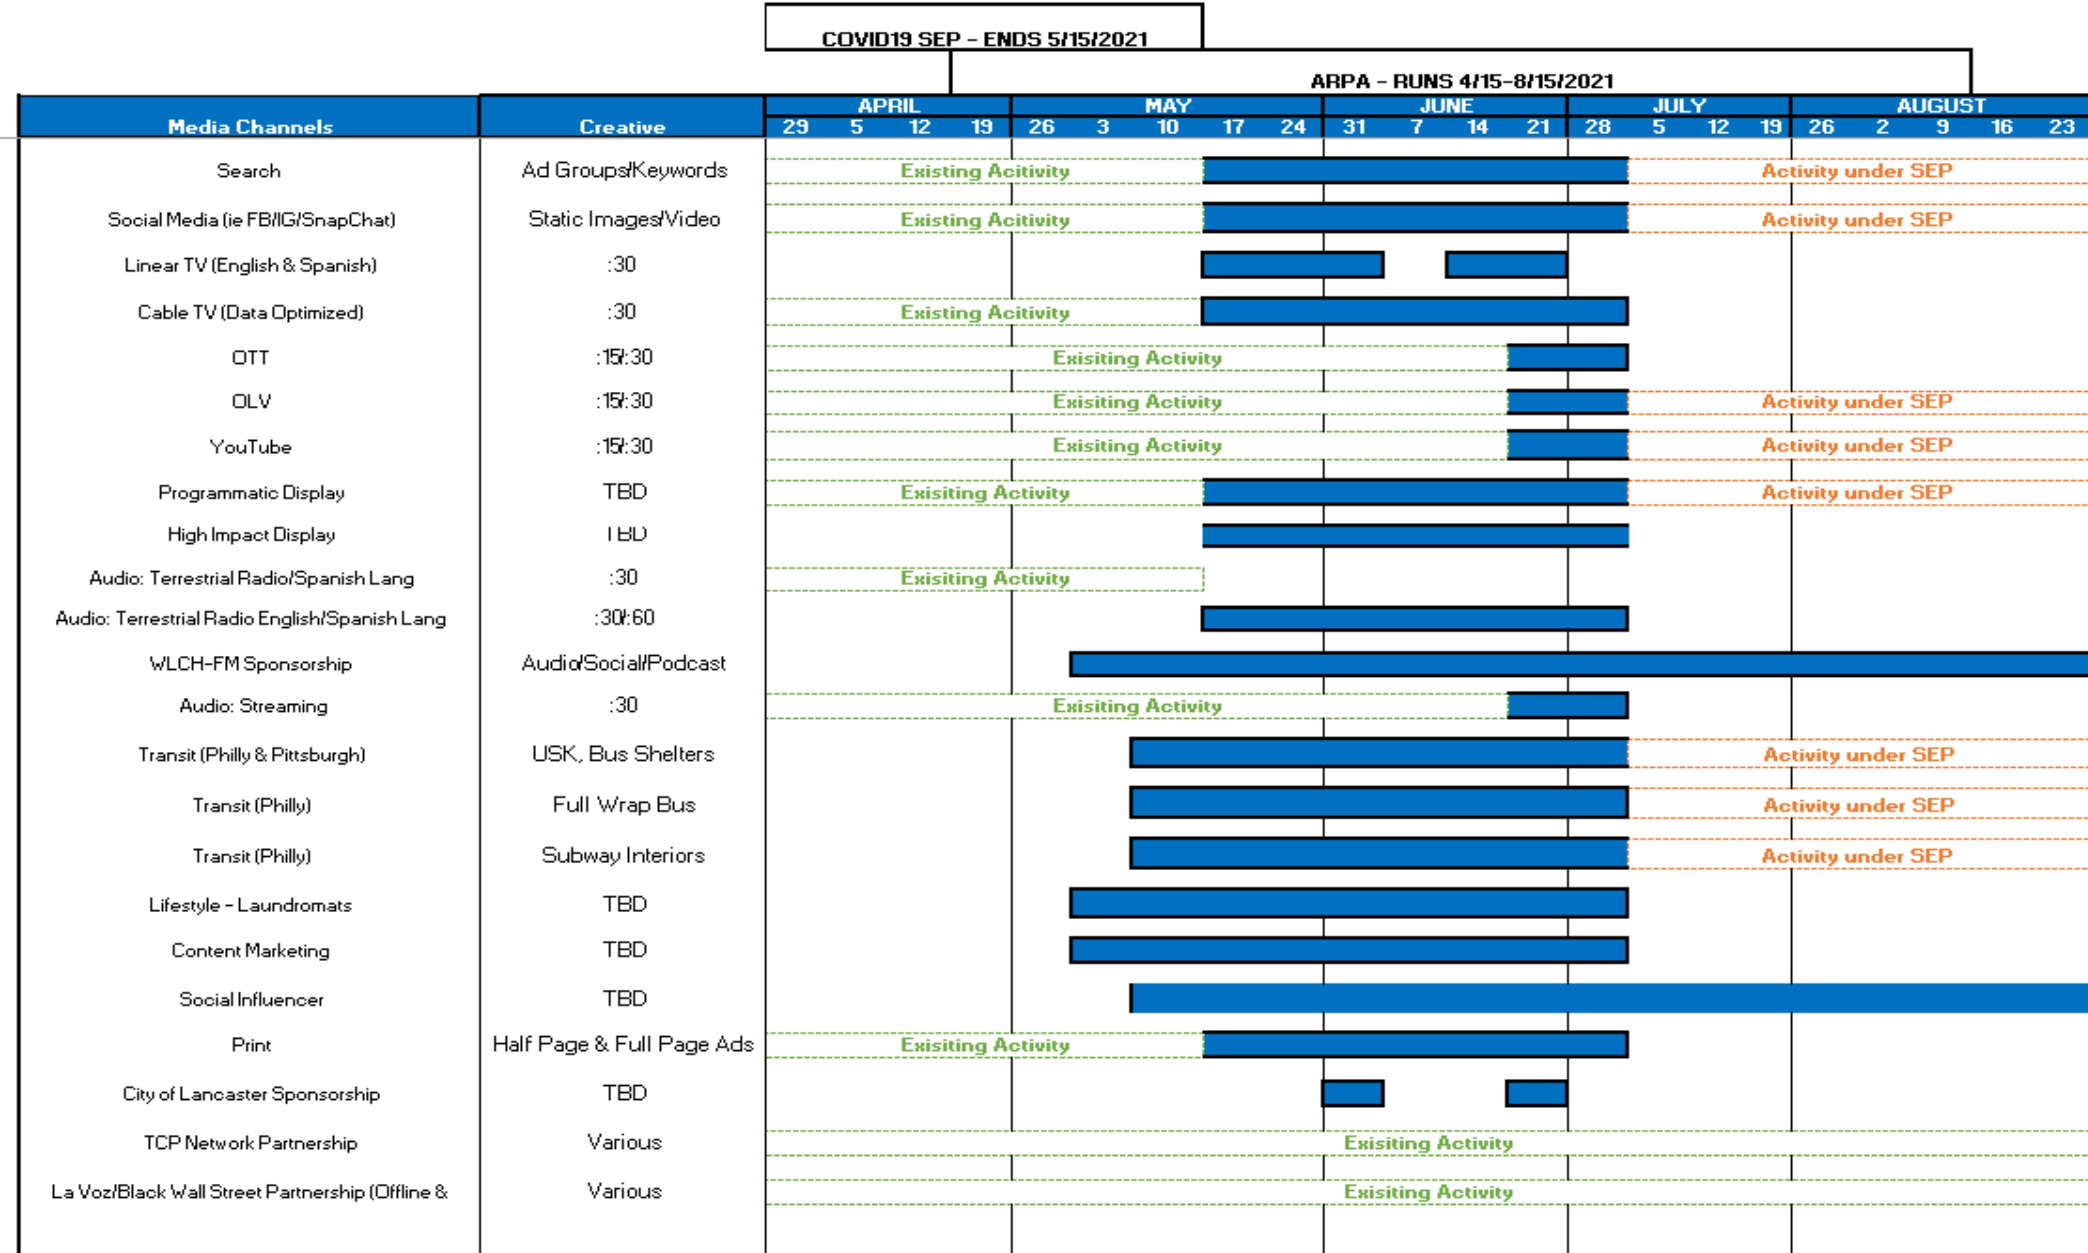 COVID19 SEP - ENDS 5/15/2021
ARPA - RUNS 4/15-8/15/2021
APRIL MAY JUNE JULY AUGUST
Media Channels Creative 29 5 12 19 26 3 10 17 24 31 7 14 21 28 5 12 19 26 2 9 16 23
Search Ad Groups/Keywords Existing Acitivity Activity under SEP
Social Media (ie FB/IG/SnapChat) Static Images/Video Existing Acitivity Activity under SEP
Linear TV (English & Spanish) :30
Cable TV (Data Optimized) :30 Existing Acitivity
OTT :15/:30 Exisiting Activity
OLV :15/:30 Exisiting Activity Activity under SEP
YouTube :15/:30 Exisiting Activity Activity under SEP
Programmatic Display TBD Exisiting Activity Activity under SEP
High Impact Display TBD
Audio: Terrestrial Radio/Spanish Lang :30 Exisiting Activity
Audio: Terrestrial Radio English/Spanish Lang :30/:60
WLCH-FM Sponsorship Audio/Social/Podcast
Audio: Streaming :30 Exisiting Activity
Transit (Philly & Pittsburgh) USK, Bus Shelters Activity under SEP
Transit (Philly) Full Wrap Bus Activity under SEP
Transit (Philly) Subway Interiors Activity under SEP
Lifestyle - Laundromats TBD
Content Marketing TBD
Social Influencer TBD
Print Half Page & Full Page Ads Exisiting Activity
City of Lancaster Sponsorship TBD
TCP Network Partnership Various Exisiting Activity
La Voz/Black Wall Street Partnership (Offline & Various Exisiting Activity